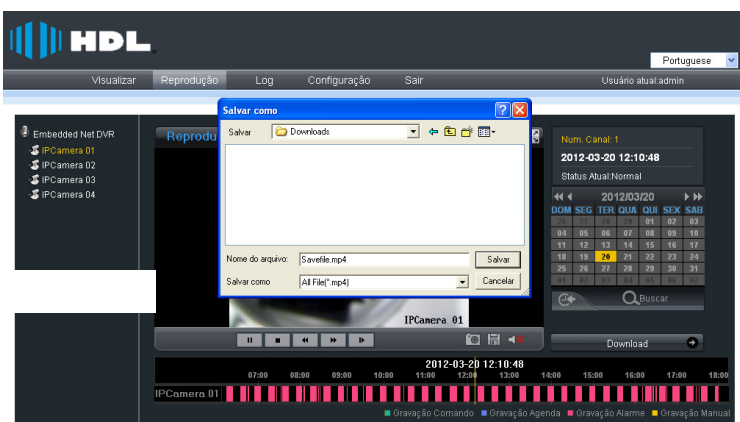 HDL
Portuguese
Visualizar Reprodução Log Configuração Sair Usuário atual:admin
Embedded Net DVR
IPCamera 01
IPCamera 02
IPCamera 03
IPCamera 04
Reprodu
Salvar como
Salvar Downloads
Nome do arquivo: Savefile.mp4 Salvar
Salvar como All File(*.mp4) Cancelar
IPCamera 01
Num. Canal: 1
2012-03-20 12:10:48
Status Atual:Normal
2012/03/20
DOM SEG TER QUA QUI SEX SAB
26 27 28 29 01 02 03
04 05 06 07 08 09 10
11 12 13 14 15 16 17
18 19 20 21 22 23 24
25 26 27 28 29 30 31
01 02 03 04 05 06 07
Buscar
Download
2012-03-20 12:10:48
07:00 08:00 09:00 10:00 11:00 12:00 13:00 14:00 15:00 16:00 17:00 18:00
IPCamera 01
Gravação Comando Gravação Agenda Gravação Alarme Gravação Manual